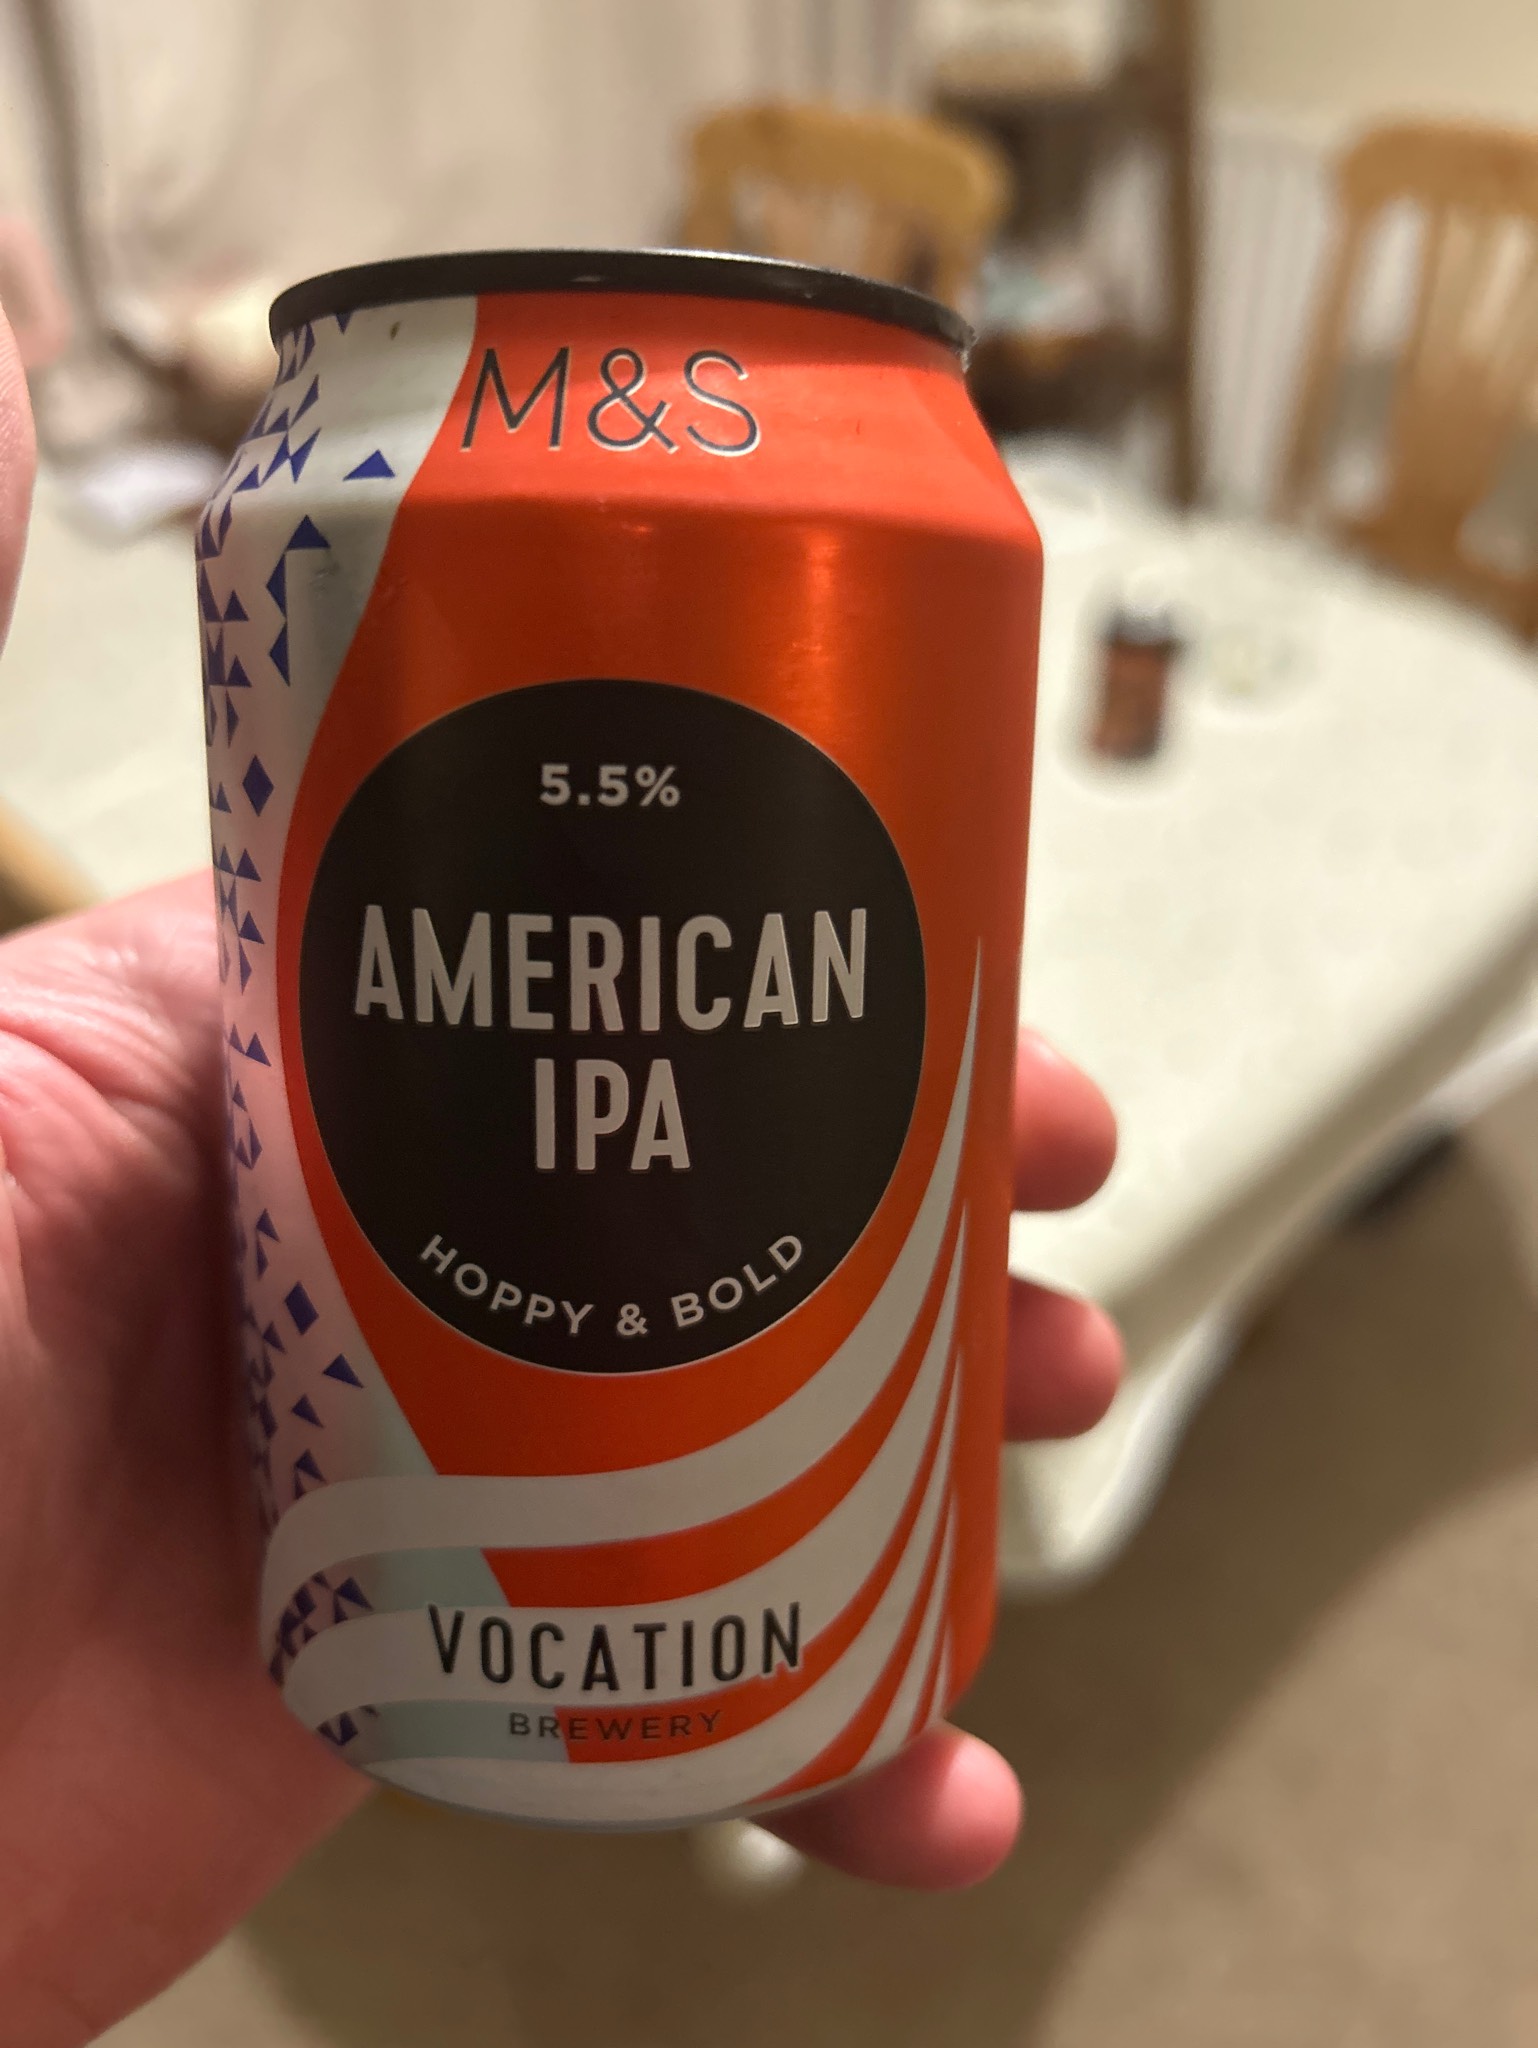 M&S
5.5%
AMERICAN
IPA
HOPPY & BOLD
VOCATION
BREWERY